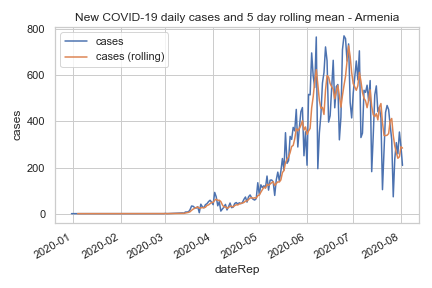 New COVID-19 daily cases and 5 day rolling mean - Armenia
cases
cases (rolling)
800
600
400
200
0
cases
2020-01
2020-02
2020-03
2020-04
2020-05
2020-06
2020-07
2020-08
dateRep